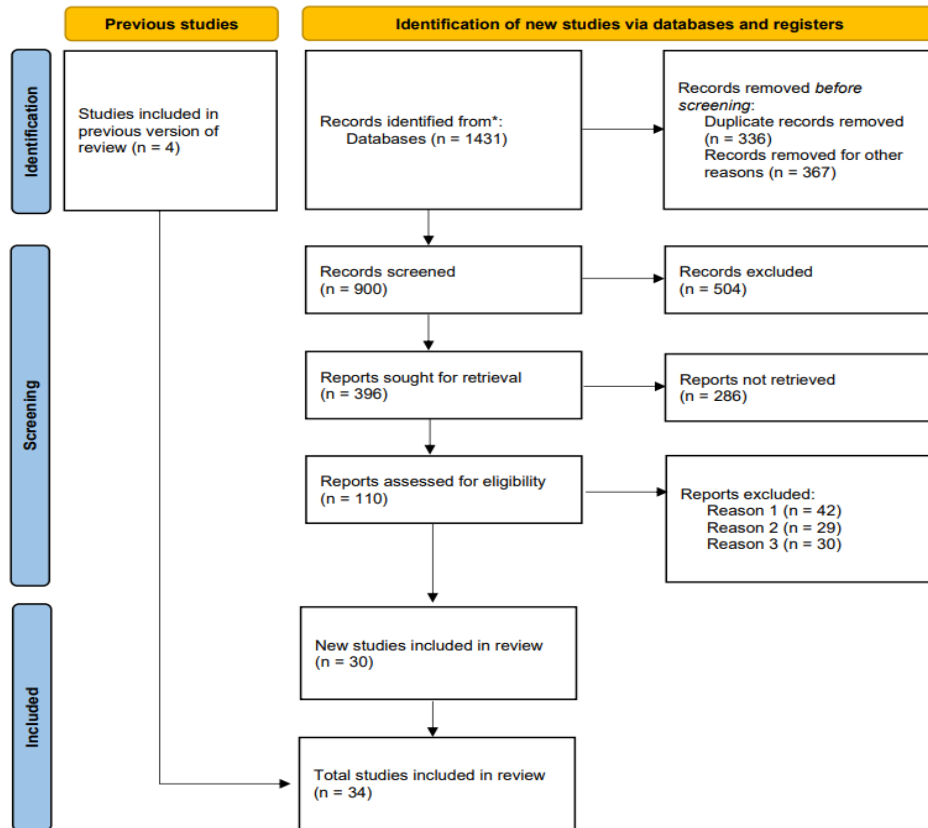 Previous studies
Identification of new studies via databases and registers
Identification
Studies included in
previous version of
review (n = 4)
Records identified from*:
Databases (n = 1431)
Records removed before
screening:
Duplicate records removed
(n = 336)
Records removed for other
reasons (n = 367)
Screening
Records screened
(n = 900)
Records excluded
(n = 504)
Reports sought for retrieval
(n = 396)
Reports not retrieved
(n = 286)
Reports assessed for eligibility
(n = 110)
Reports excluded:
Reason 1 (n = 42)
Reason 2 (n = 29)
Reason 3 (n = 30)
Included
New studies included in review
(n = 30)
Total studies included in review
(n = 34)